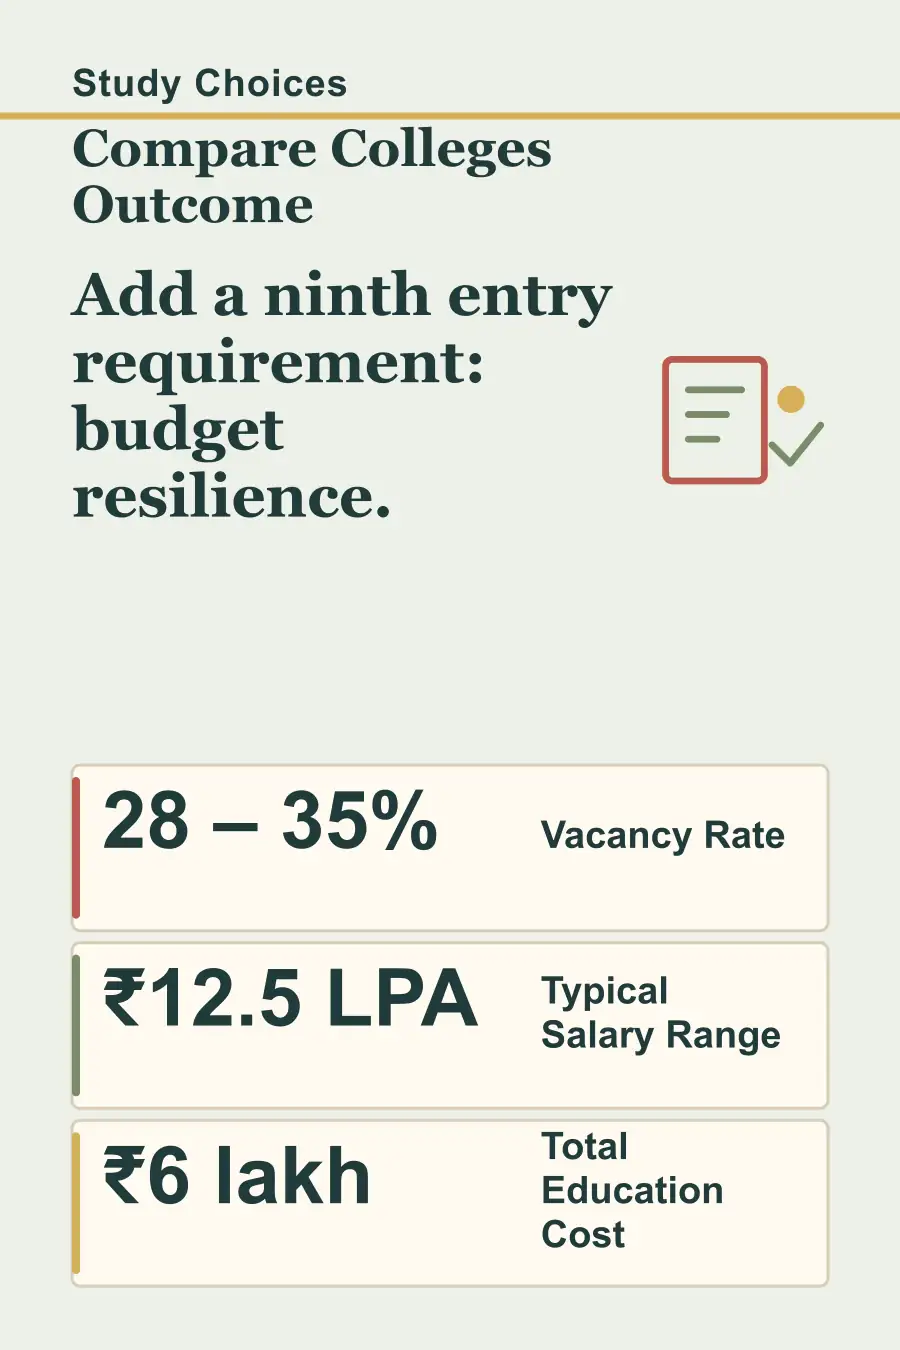 Study Choices
Compare Colleges
Outcome
Add a ninth entry
requirement:
budget
resilience.
28 – 35%
Vacancy Rate
₹12.5 LPA
Typical
Salary Range
₹6 lakh
Total
Education
Cost